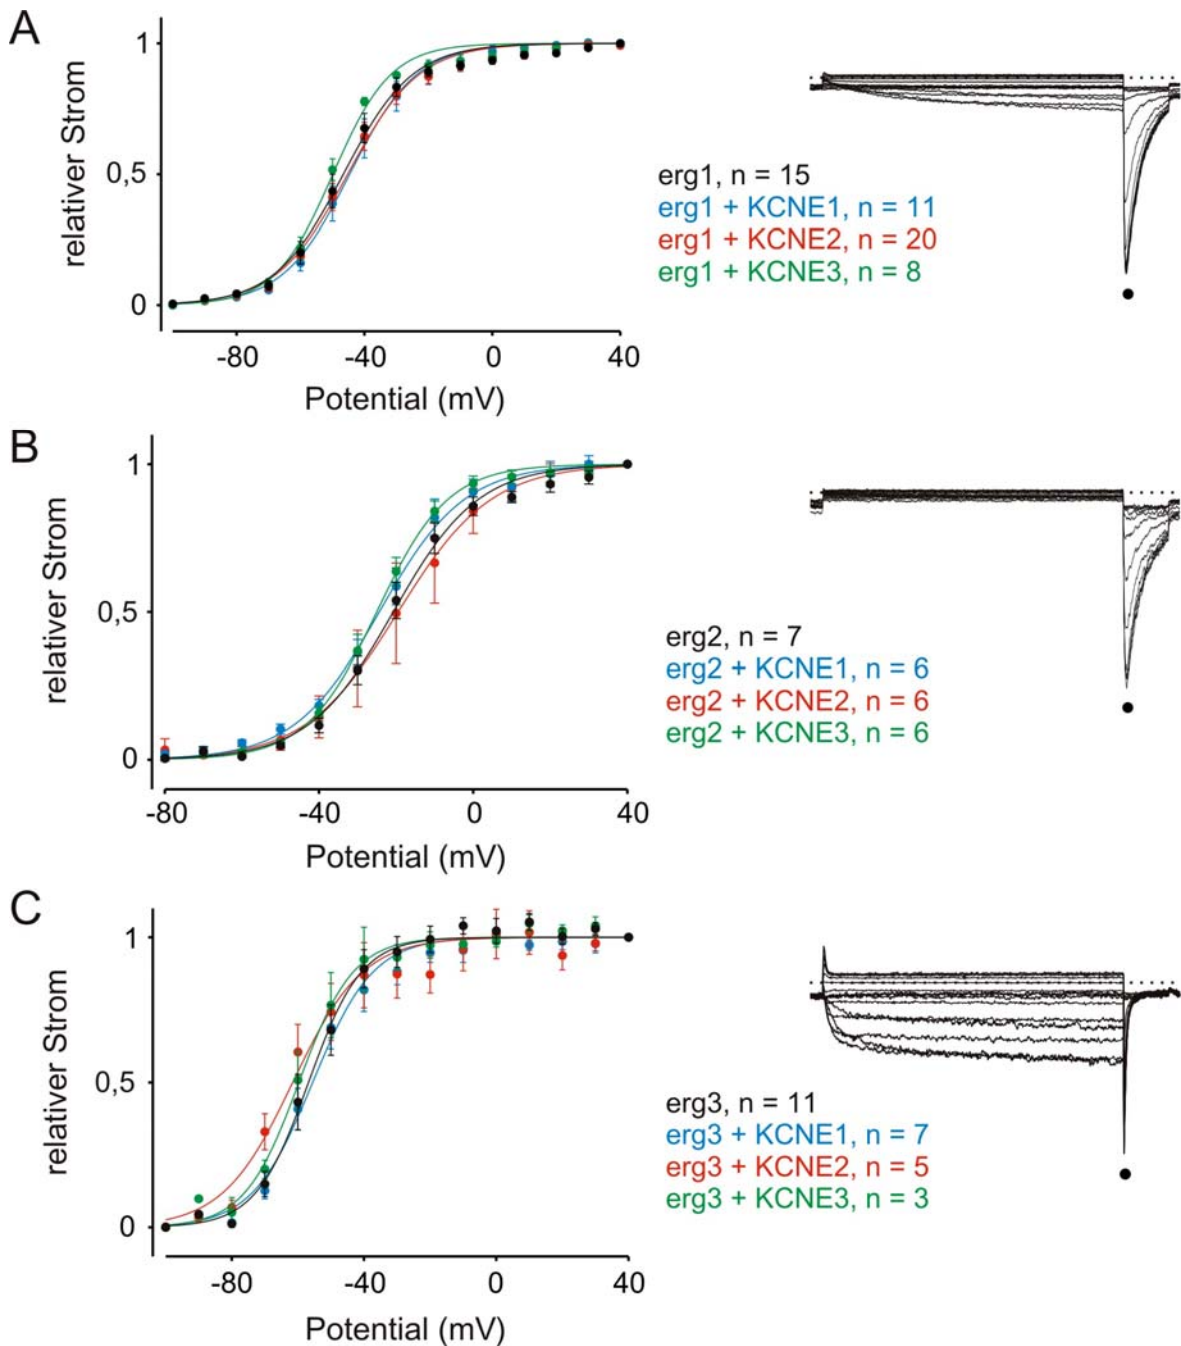 A
1
0,5
0
relativer Strom
-80
-40
0
40
Potential (mV)
erg1, n = 15
erg1 + KCNE1, n = 11
erg1 + KCNE2, n = 20
erg1 + KCNE3, n = 8
B
1
0,5
0
relativer Strom
-80
-40
0
40
Potential (mV)
erg2, n = 7
erg2 + KCNE1, n = 6
erg2 + KCNE2, n = 6
erg2 + KCNE3, n = 6
C
1
0,5
0
relativer Strom
-80
-40
0
40
Potential (mV)
erg3, n = 11
erg3 + KCNE1, n = 7
erg3 + KCNE2, n = 5
erg3 + KCNE3, n = 3